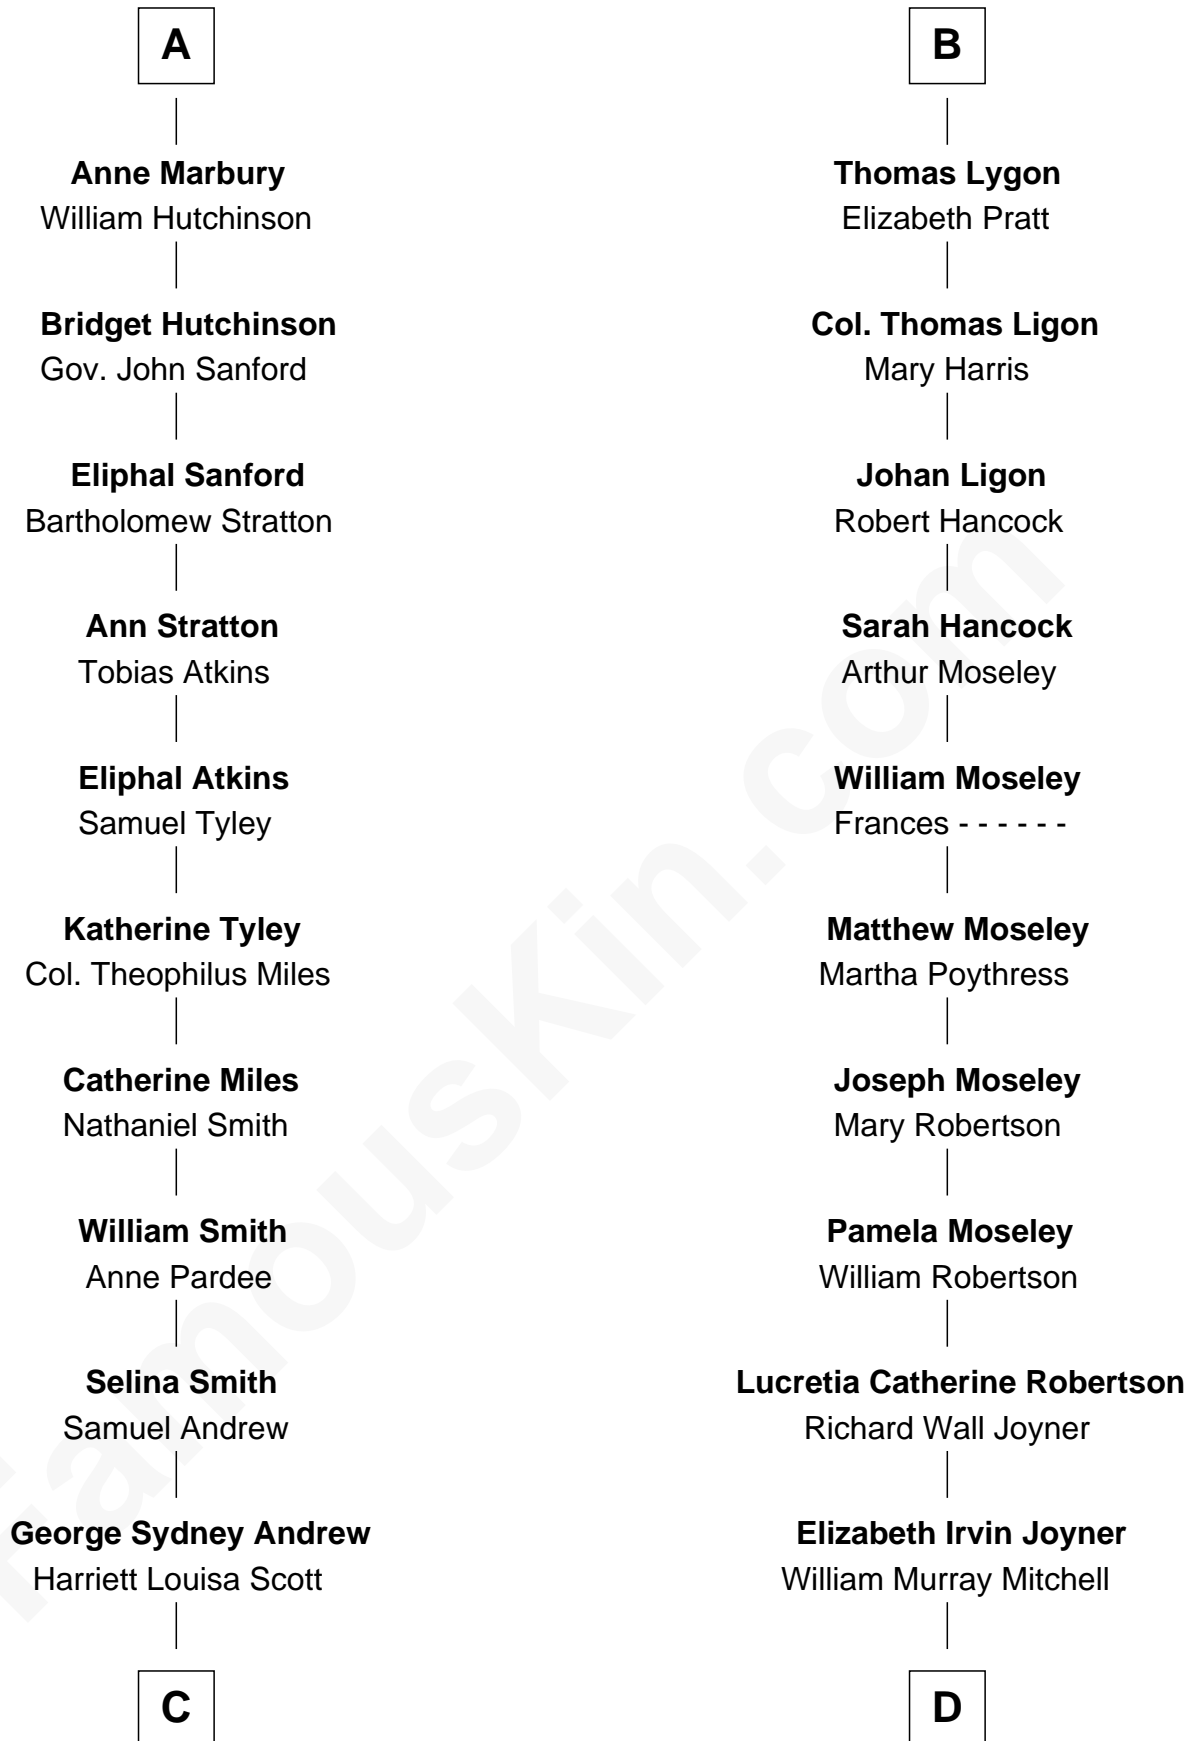 A
Anne Marbury
William Hutchinson
Bridget Hutchinson
Gov. John Sanford
Eliphal Sanford
Bartholomew Stratton
Ann Stratton
Tobias Atkins
Eliphal Atkins
Samuel Tyley
Katherine Tyley
Col. Theophilus Miles
Catherine Miles
Nathaniel Smith
William Smith
Anne Pardee
Selina Smith
Samuel Andrew
George Sydney Andrew
Harriett Louisa Scott
C
B
Thomas Lygon
Elizabeth Pratt
Col. Thomas Ligon
Mary Harris
Johan Ligon
Robert Hancock
Sarah Hancock
Arthur Moseley
William Moseley
Frances - - - - - -
Matthew Moseley
Martha Poythress
Joseph Moseley
Mary Robertson
Pamela Moseley
William Robertson
Lucretia Catherine Robertson
Richard Wall Joyner
Elizabeth Irvin Joyner
William Murray Mitchell
D
FamousKin.com